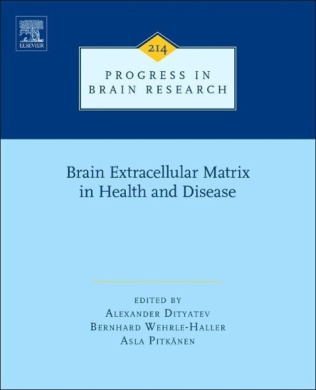 ELSEVIER
214
PROGRESS IN
BRAIN RESEARCH
Brain Extracellular Matrix
in Health and Disease
EDITED BY
ALEXANDER DITYATEV
BERNHARD WEHRLE-HALLER
ASLA PITKÄNEN